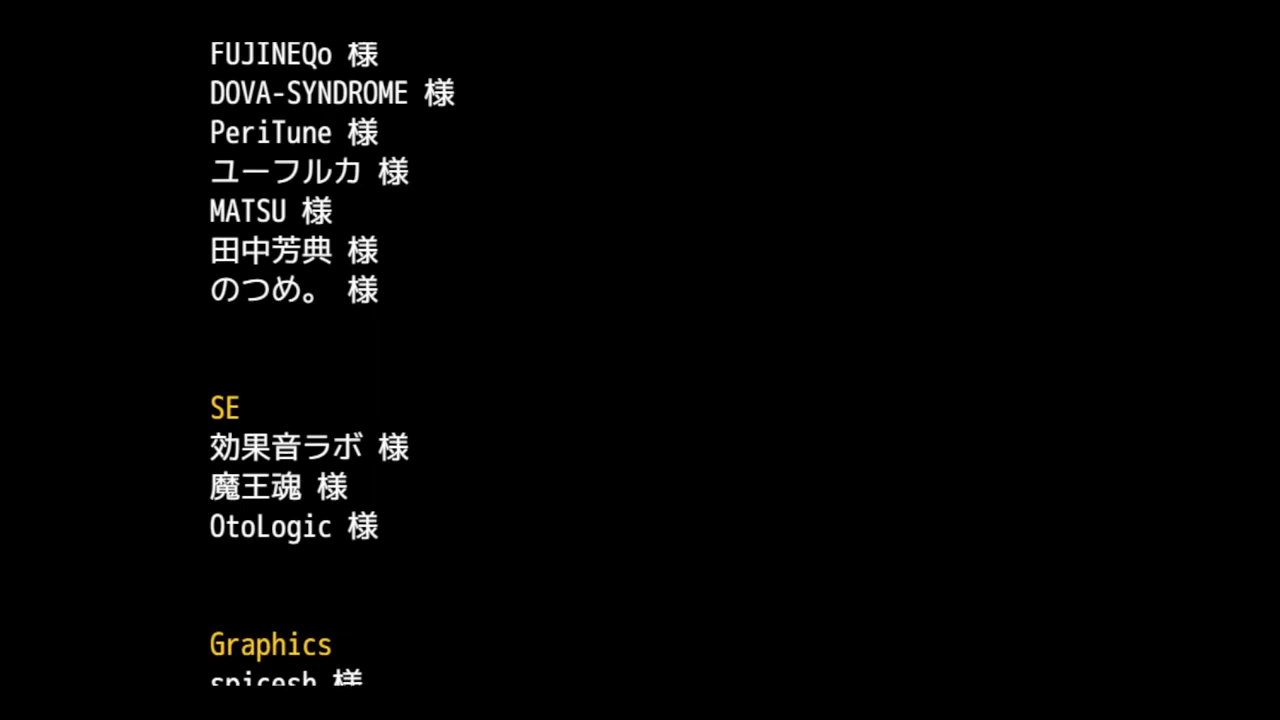 FUJINEQo 様
DOVA-SYNDROME 様
PeriTune 様
ユーフルカ 様
MATSU 様
田中芳典 様
のつめ。 様
SE
効果音ラボ 様
魔王魂 様
OtoLogic 様
Graphics
spicesh 様